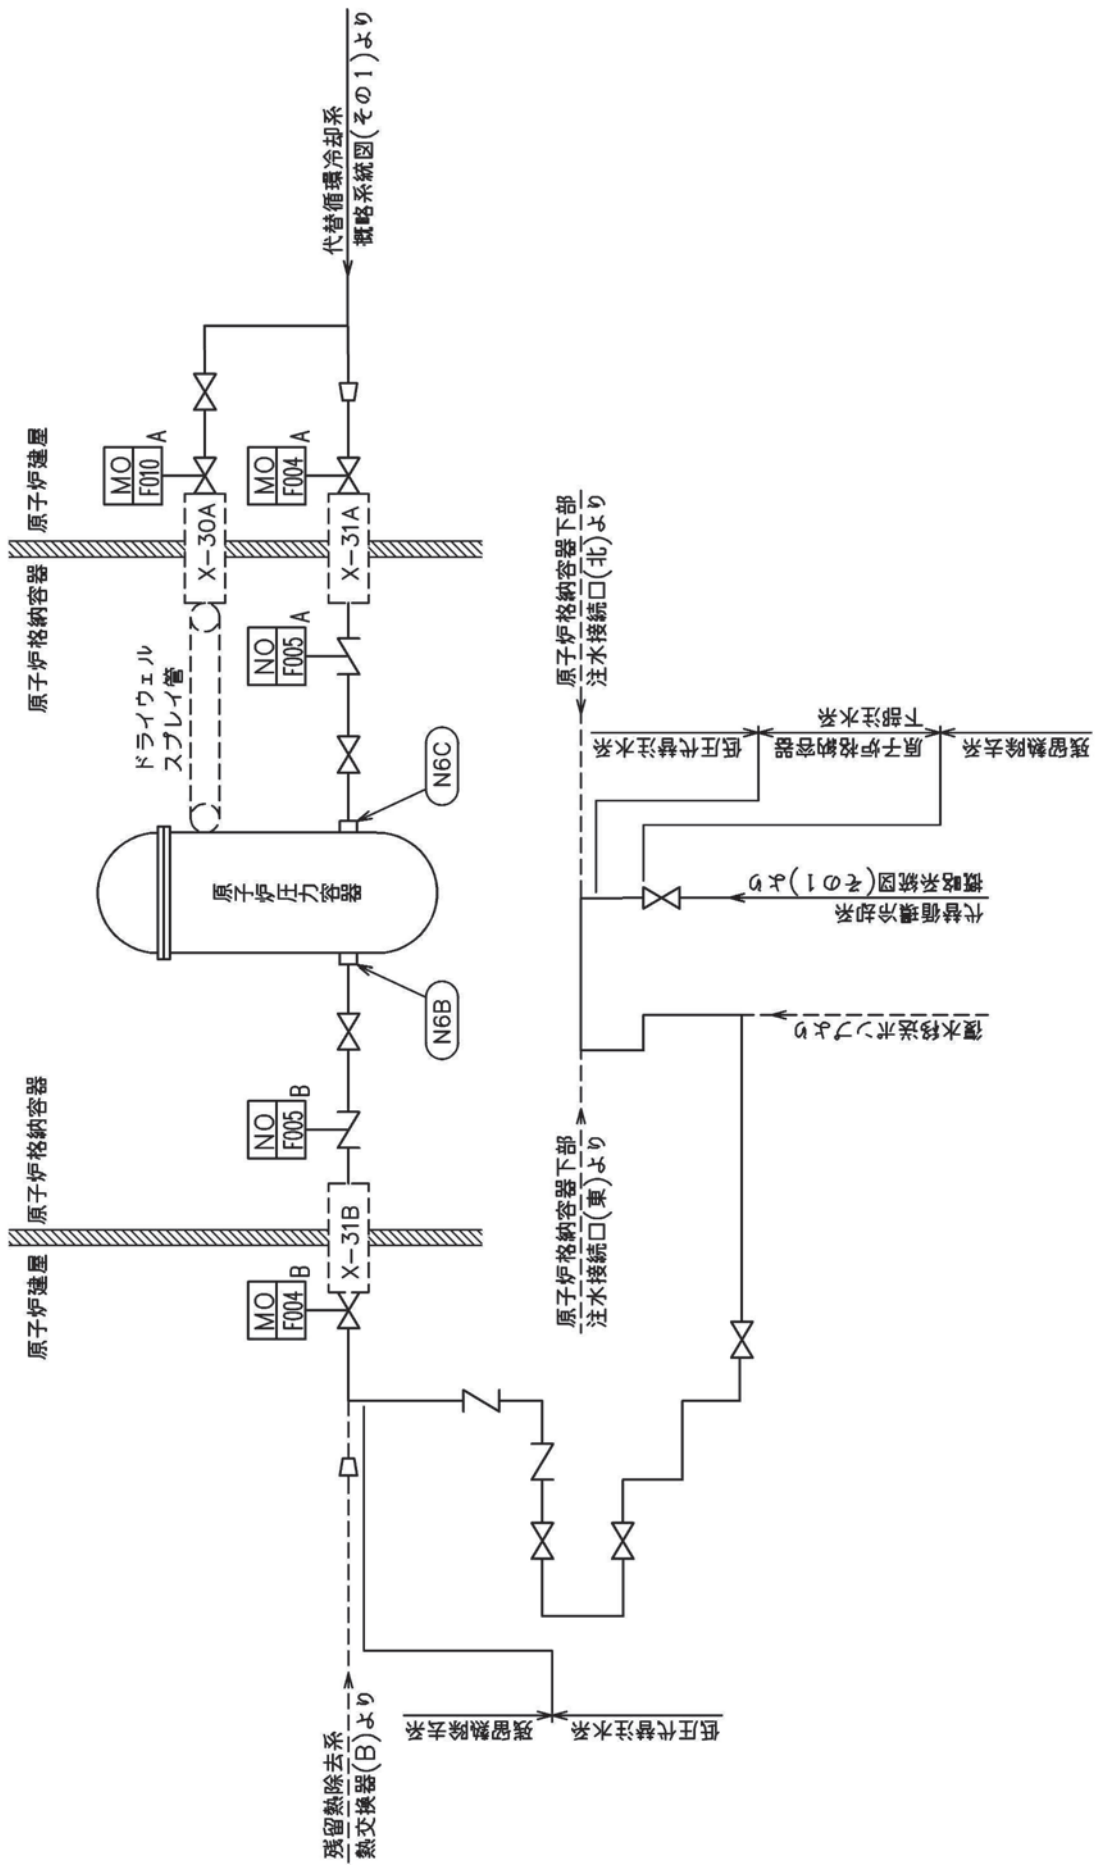 代替循環冷却系
概略系統図(その1)より
原子炉建屋
原子炉格納容器
MO
F010
A
MO
F004
A
X-30A
X-31A
NO
F005
A
ドライウェル
スプレイ管
N6C
原子炉圧力容器
N6B
原子炉格納容器
原子炉建屋
NO
F005
B
X-31B
MO
F004
B
残留熱除去系
熱交換器(B)より
残留熱除去系
低圧代替注水系
原子炉格納容器下部
注水接続口(北)より
低圧代替注水系
原子炉格納容器
下部注水系
残留熱除去系
代替循環冷却系
概略系統図(その1)より
復水移送ポンプより
原子炉格納容器下部
注水接続口(東)より